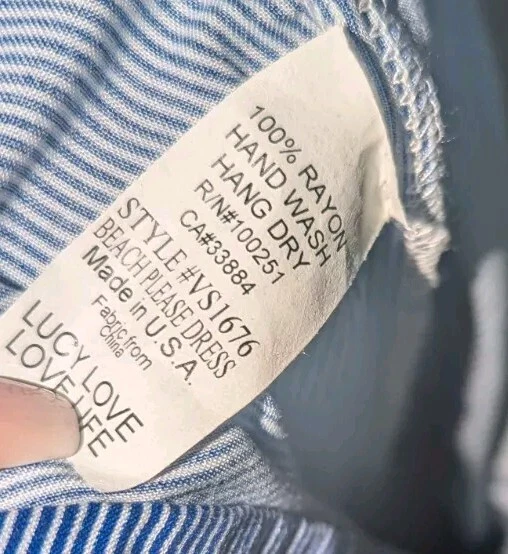 100% RAYON
HAND WASH
HANG DRY
R/N#100251
CA#33884
STYLE #VS1676
BEACH PLEASE DRESS
Made in U.S.A.
Fabric from
China
LUCY LOVE
LOVE LIFE